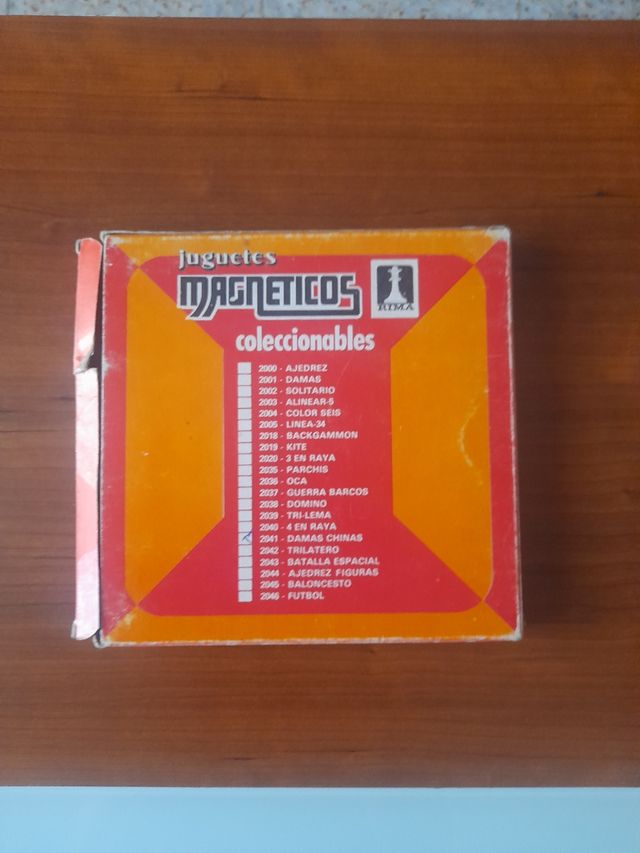 juguetes
MAGNETICOS
RIMA
coleccionables
2000 - AJEDREZ
2001 - DAMAS
2002 - SOLITARIO
2003 - ALINEAR-5
2004 - COLOR SEIS
2005 - LINEA-34
2018 - BACKGAMMON
2019 - KITE
2020 - 3 EN RAYA
2035 - PARCHIS
2036 - OCA
2037 - GUERRA BARCOS
2038 - DOMINO
2039 - TRI-LEMA
2040 - 4 EN RAYA
2041 - DAMAS CHINAS
2042 - TRILATERO
2043 - BATALLA ESPACIAL
2044 - AJEDREZ FIGURAS
2045 - BALONCESTO
2046 - FUTBOL